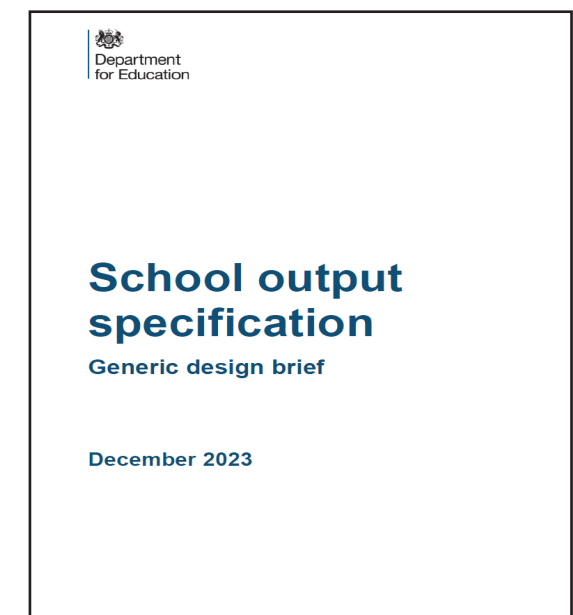 Department
for Education
School output
specification
Generic design brief
December 2023